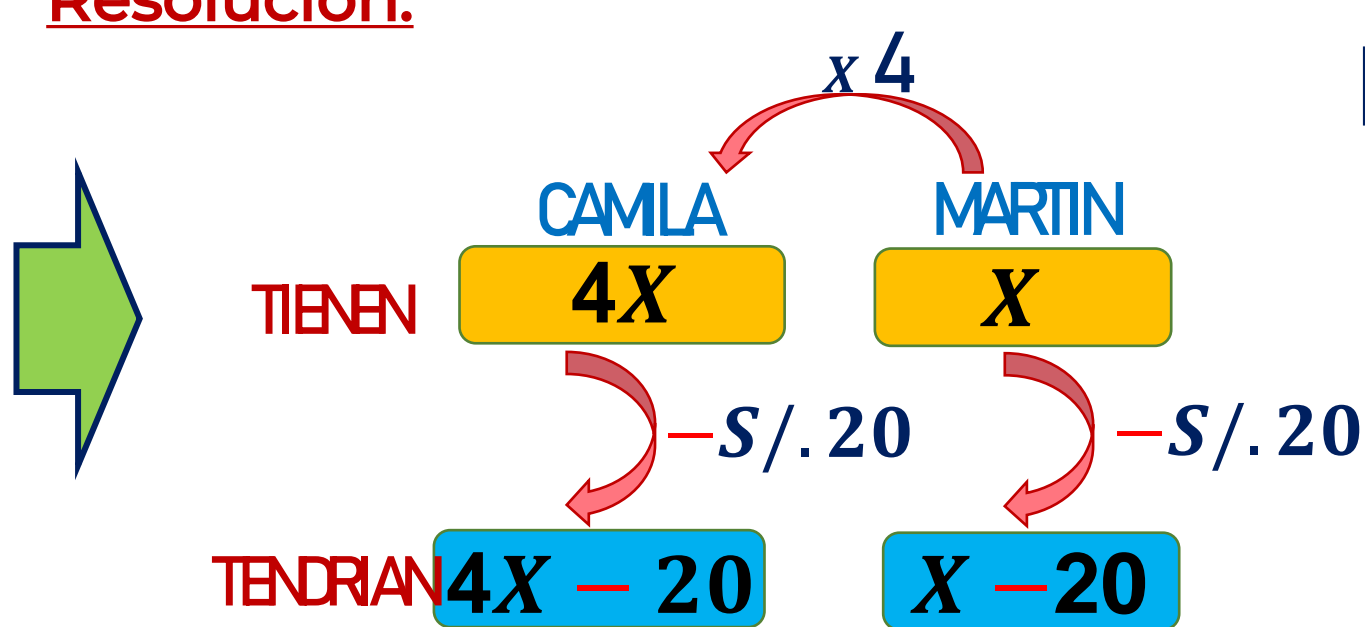 Resolución:
x 4
CAMILA MARTIN
TIENEN 4X X
−S/. 20 −S/. 20
TENDRIAN 4X − 20 X −20